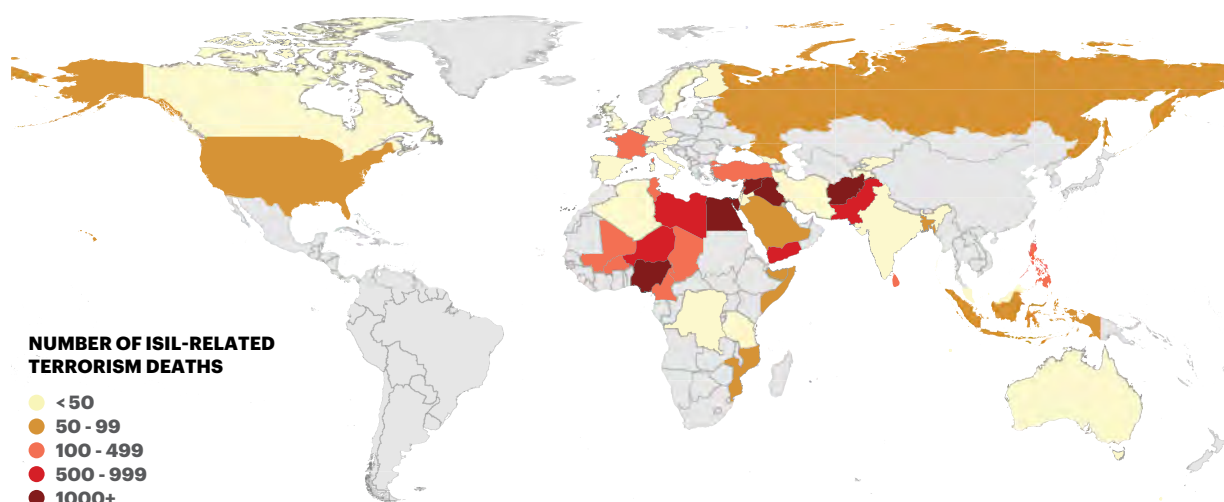 NUMBER OF ISIL-RELATED
TERRORISM DEATHS
<50
50 - 99
100 - 499
500 - 999
1000+